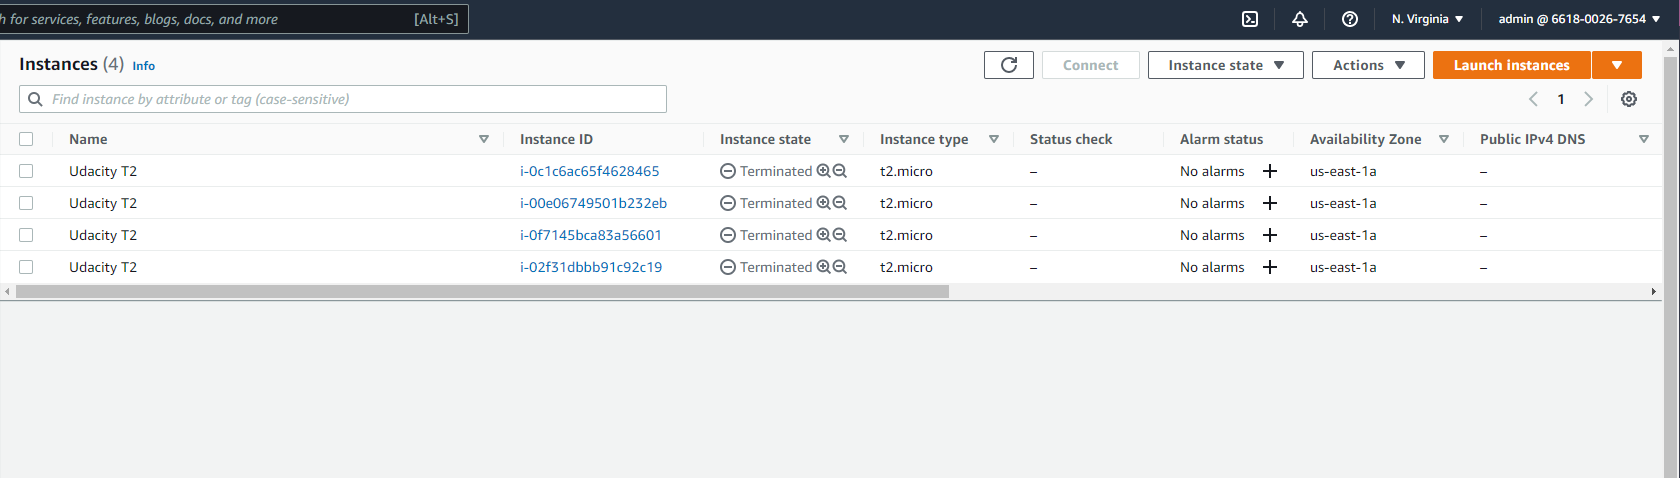 h for services, features, blogs, docs, and more [Alt+S] N. Virginia admin @ 6618-0026-7654
Instances (4) Info Connect Instance state Actions Launch instances
Find instance by attribute or tag (case-sensitive) 1
Name Instance ID Instance state Instance type Status check Alarm status Availability Zone Public IPv4 DNS
Udacity T2 i-0c1c6ac65f4628465 Terminated t2.micro – No alarms + us-east-1a –
Udacity T2 i-00e06749501b232eb Terminated t2.micro – No alarms + us-east-1a –
Udacity T2 i-0f7145bca83a56601 Terminated t2.micro – No alarms + us-east-1a –
Udacity T2 i-02f31dbbb91c92c19 Terminated t2.micro – No alarms + us-east-1a –